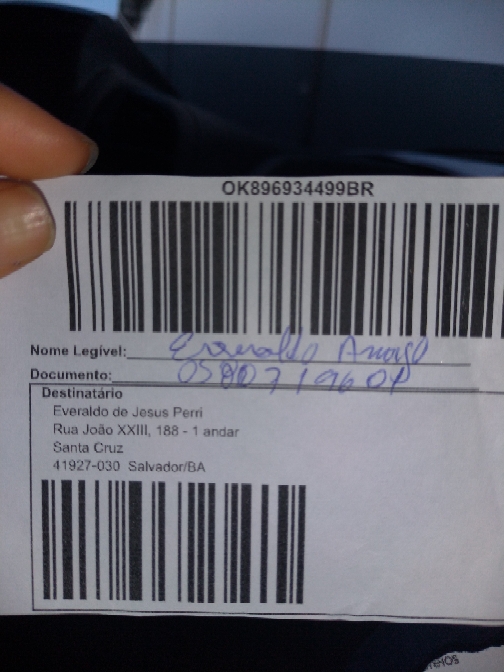 OK896934499BR
Nome Legível: Everaldo
Documento:
Destinatário
Everaldo de Jesus Perri
Rua João XXIII, 188 - 1 andar
Santa Cruz
41927-030 Salvador/BA